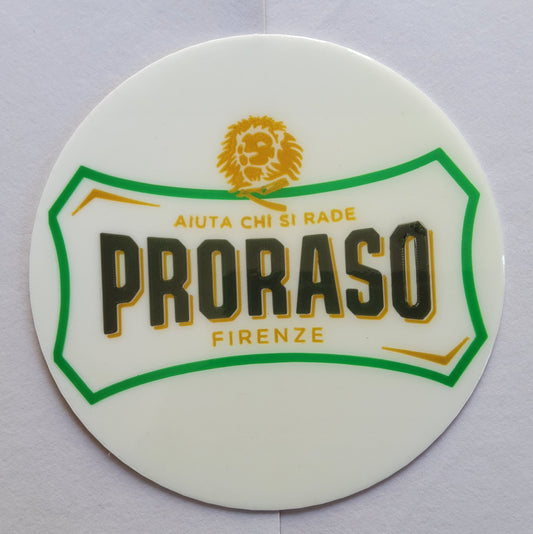 AIUTA CHI SI RADE
PRORASO
FIRENZE